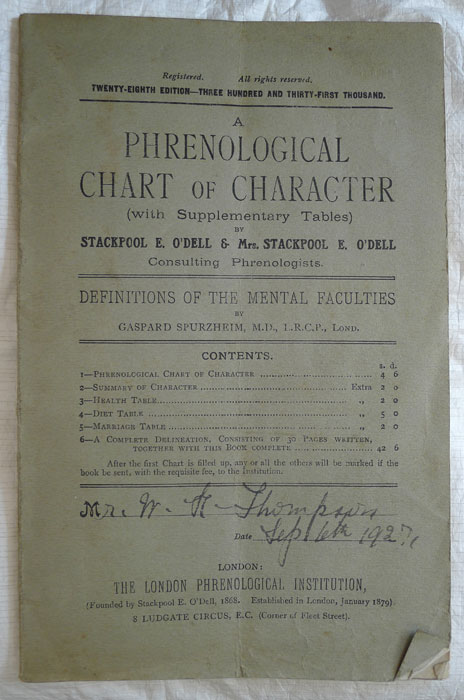 Registered. All rights reserved.
TWENTY-EIGHTH EDITION—THREE HUNDRED AND THIRTY-FIRST THOUSAND.
A
PHRENOLOGICAL
CHART OF CHARACTER
(with Supplementary Tables)
BY
STACKPOOL E. O'DELL & Mrs. STACKPOOL E. O'DELL
Consulting Phrenologists.
DEFINITIONS OF THE MENTAL FACULTIES
BY
GASPARD SPURZHEIM, M.D., L.R.C.P., LOND.
CONTENTS.
s. d.
1—PHRENOLOGICAL CHART OF CHARACTER ... 4 6
2—SUMMARY OF CHARACTER ... Extra 2 0
3—HEALTH TABLE ... ,, 2 0
4—DIET TABLE ... ,, 5 0
5—MARRIAGE TABLE ... ,, 2 0
6—A COMPLETE DELINEATION, CONSISTING OF 30 PAGES WRITTEN,
TOGETHER WITH THIS BOOK COMPLETE ... 42 6
After the first Chart is filled up, any or all the others will be marked if the
book be sent, with the requisite fee, to the Institution.
Mr. W. H. Thompson
Date Sep 6th 1927
LONDON:
THE LONDON PHRENOLOGICAL INSTITUTION,
(Founded by Stackpool E. O'Dell, 1868. Established in London, January 1879).
8 LUDGATE CIRCUS, E.C. (Corner of Fleet Street).